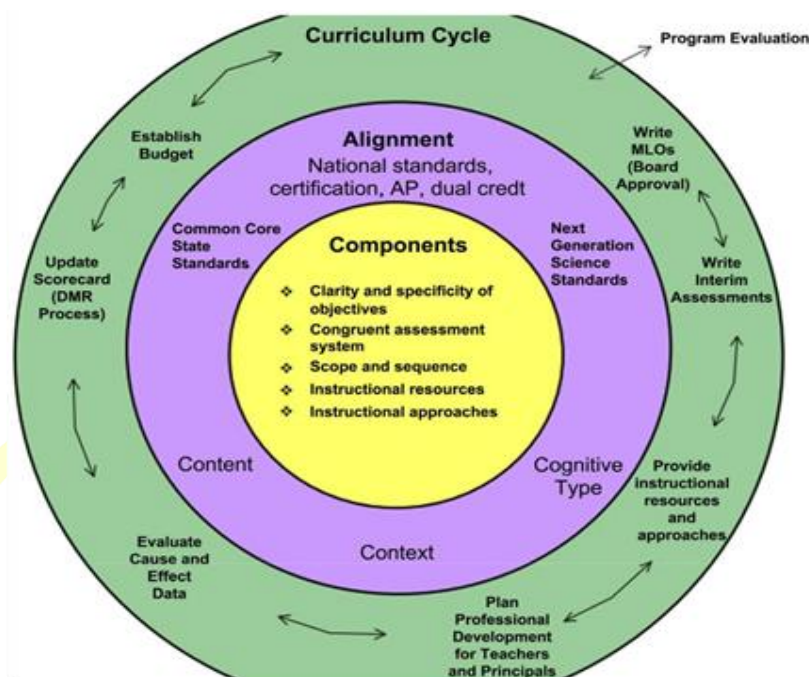 Curriculum Cycle
Program Evaluation
Write
MLOs
(Board
Approval)
Write
Interim
Assessments
Provide
instructional
resources
and
approaches
Plan
Professional
Development
for Teachers
and Principals
Evaluate
Cause and
Effect
Data
Update
Scorecard
(DMR
Process)
Establish
Budget
Alignment
National standards,
certification, AP, dual credt
Common Core
State
Standards
Next
Generation
Science
Standards
Content
Cognitive
Type
Context
Components
❖ Clarity and specificity of
objectives
❖ Congruent assessment
system
❖ Scope and sequence
❖ Instructional resources
❖ Instructional approaches